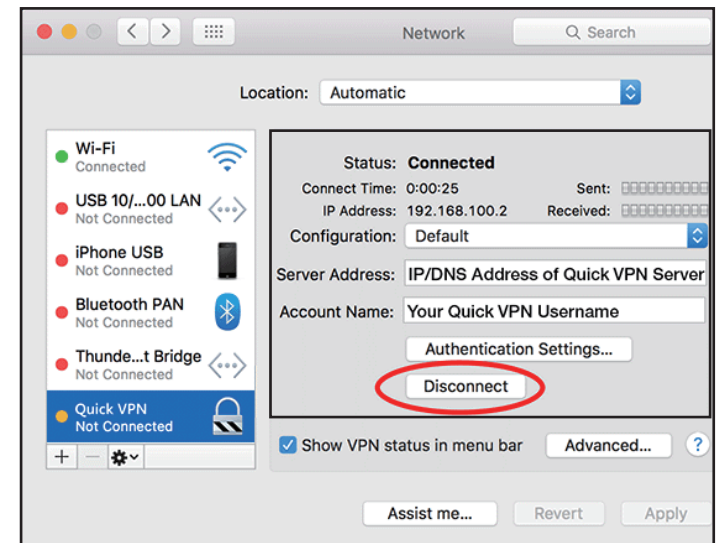 Network
Search
Location: Automatic
Wi-Fi
Connected
USB 10/...00 LAN
Not Connected
iPhone USB
Not Connected
Bluetooth PAN
Not Connected
Thunde...t Bridge
Not Connected
Quick VPN
Not Connected
Status: Connected
Connect Time: 0:00:25 Sent:
IP Address: 192.168.100.2 Received:
Configuration: Default
Server Address: IP/DNS Address of Quick VPN Server
Account Name: Your Quick VPN Username
Authentication Settings...
Disconnect
Show VPN status in menu bar Advanced... ?
Assist me... Revert Apply